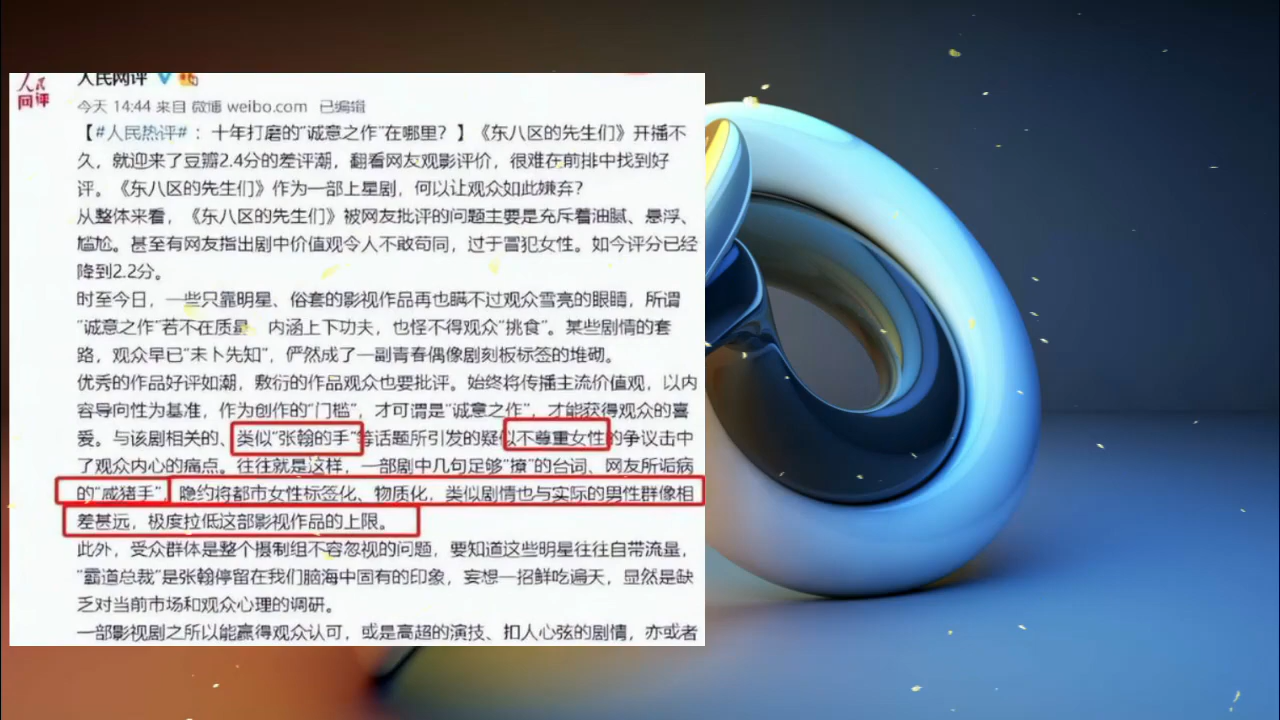 人民网评
人民网评
今天 14:44 来自 微博 weibo.com 已编辑
【#人民热评#：十年打磨的“诚意之作”在哪里？】《东八区的先生们》开播不
久，就迎来了豆瓣2.4分的差评潮，翻看网友观影评价，很难在前排中找到好
评。《东八区的先生们》作为一部上星剧，何以让观众如此嫌弃？
从整体来看，《东八区的先生们》被网友批评的问题主要是充斥着油腻、悬浮、
尴尬。甚至有网友指出剧中价值观令人不敢苟同，过于冒犯女性。如今评分已经
降到2.2分。
时至今日，一些只靠明星、俗套的影视作品再也瞒不过观众雪亮的眼睛，所谓
“诚意之作”若不在质量、内涵上下功夫，也怪不得观众“挑食”。某些剧情的套
路，观众早已“未卜先知”，俨然成了一副青春偶像剧刻板标签的堆砌。
优秀的作品好评如潮，敷衍的作品观众也要批评。始终将传播主流价值观，以内
容导向性为基准，作为创作的“门槛”，才可谓是“诚意之作”，才能获得观众的喜
爱。与该剧相关的、类似“张翰的手”等话题所引发的疑似不尊重女性的争议击中
了观众内心的痛点。往往就是这样，一部剧中几句足够“撩”的台词、网友所诟病
的“咸猪手”，隐约将都市女性标签化、物质化，类似剧情也与实际的男性群像相
差甚远，极度拉低这部影视作品的上限。
此外，受众群体是整个摄制组不容忽视的问题，要知道这些明星往往自带流量，
“霸道总裁”是张翰停留在我们脑海中固有的印象，妄想一招鲜吃遍天，显然是缺
乏对当前市场和观众心理的调研。
一部影视剧之所以能赢得观众认可，或是高超的演技、扣人心弦的剧情，亦或者